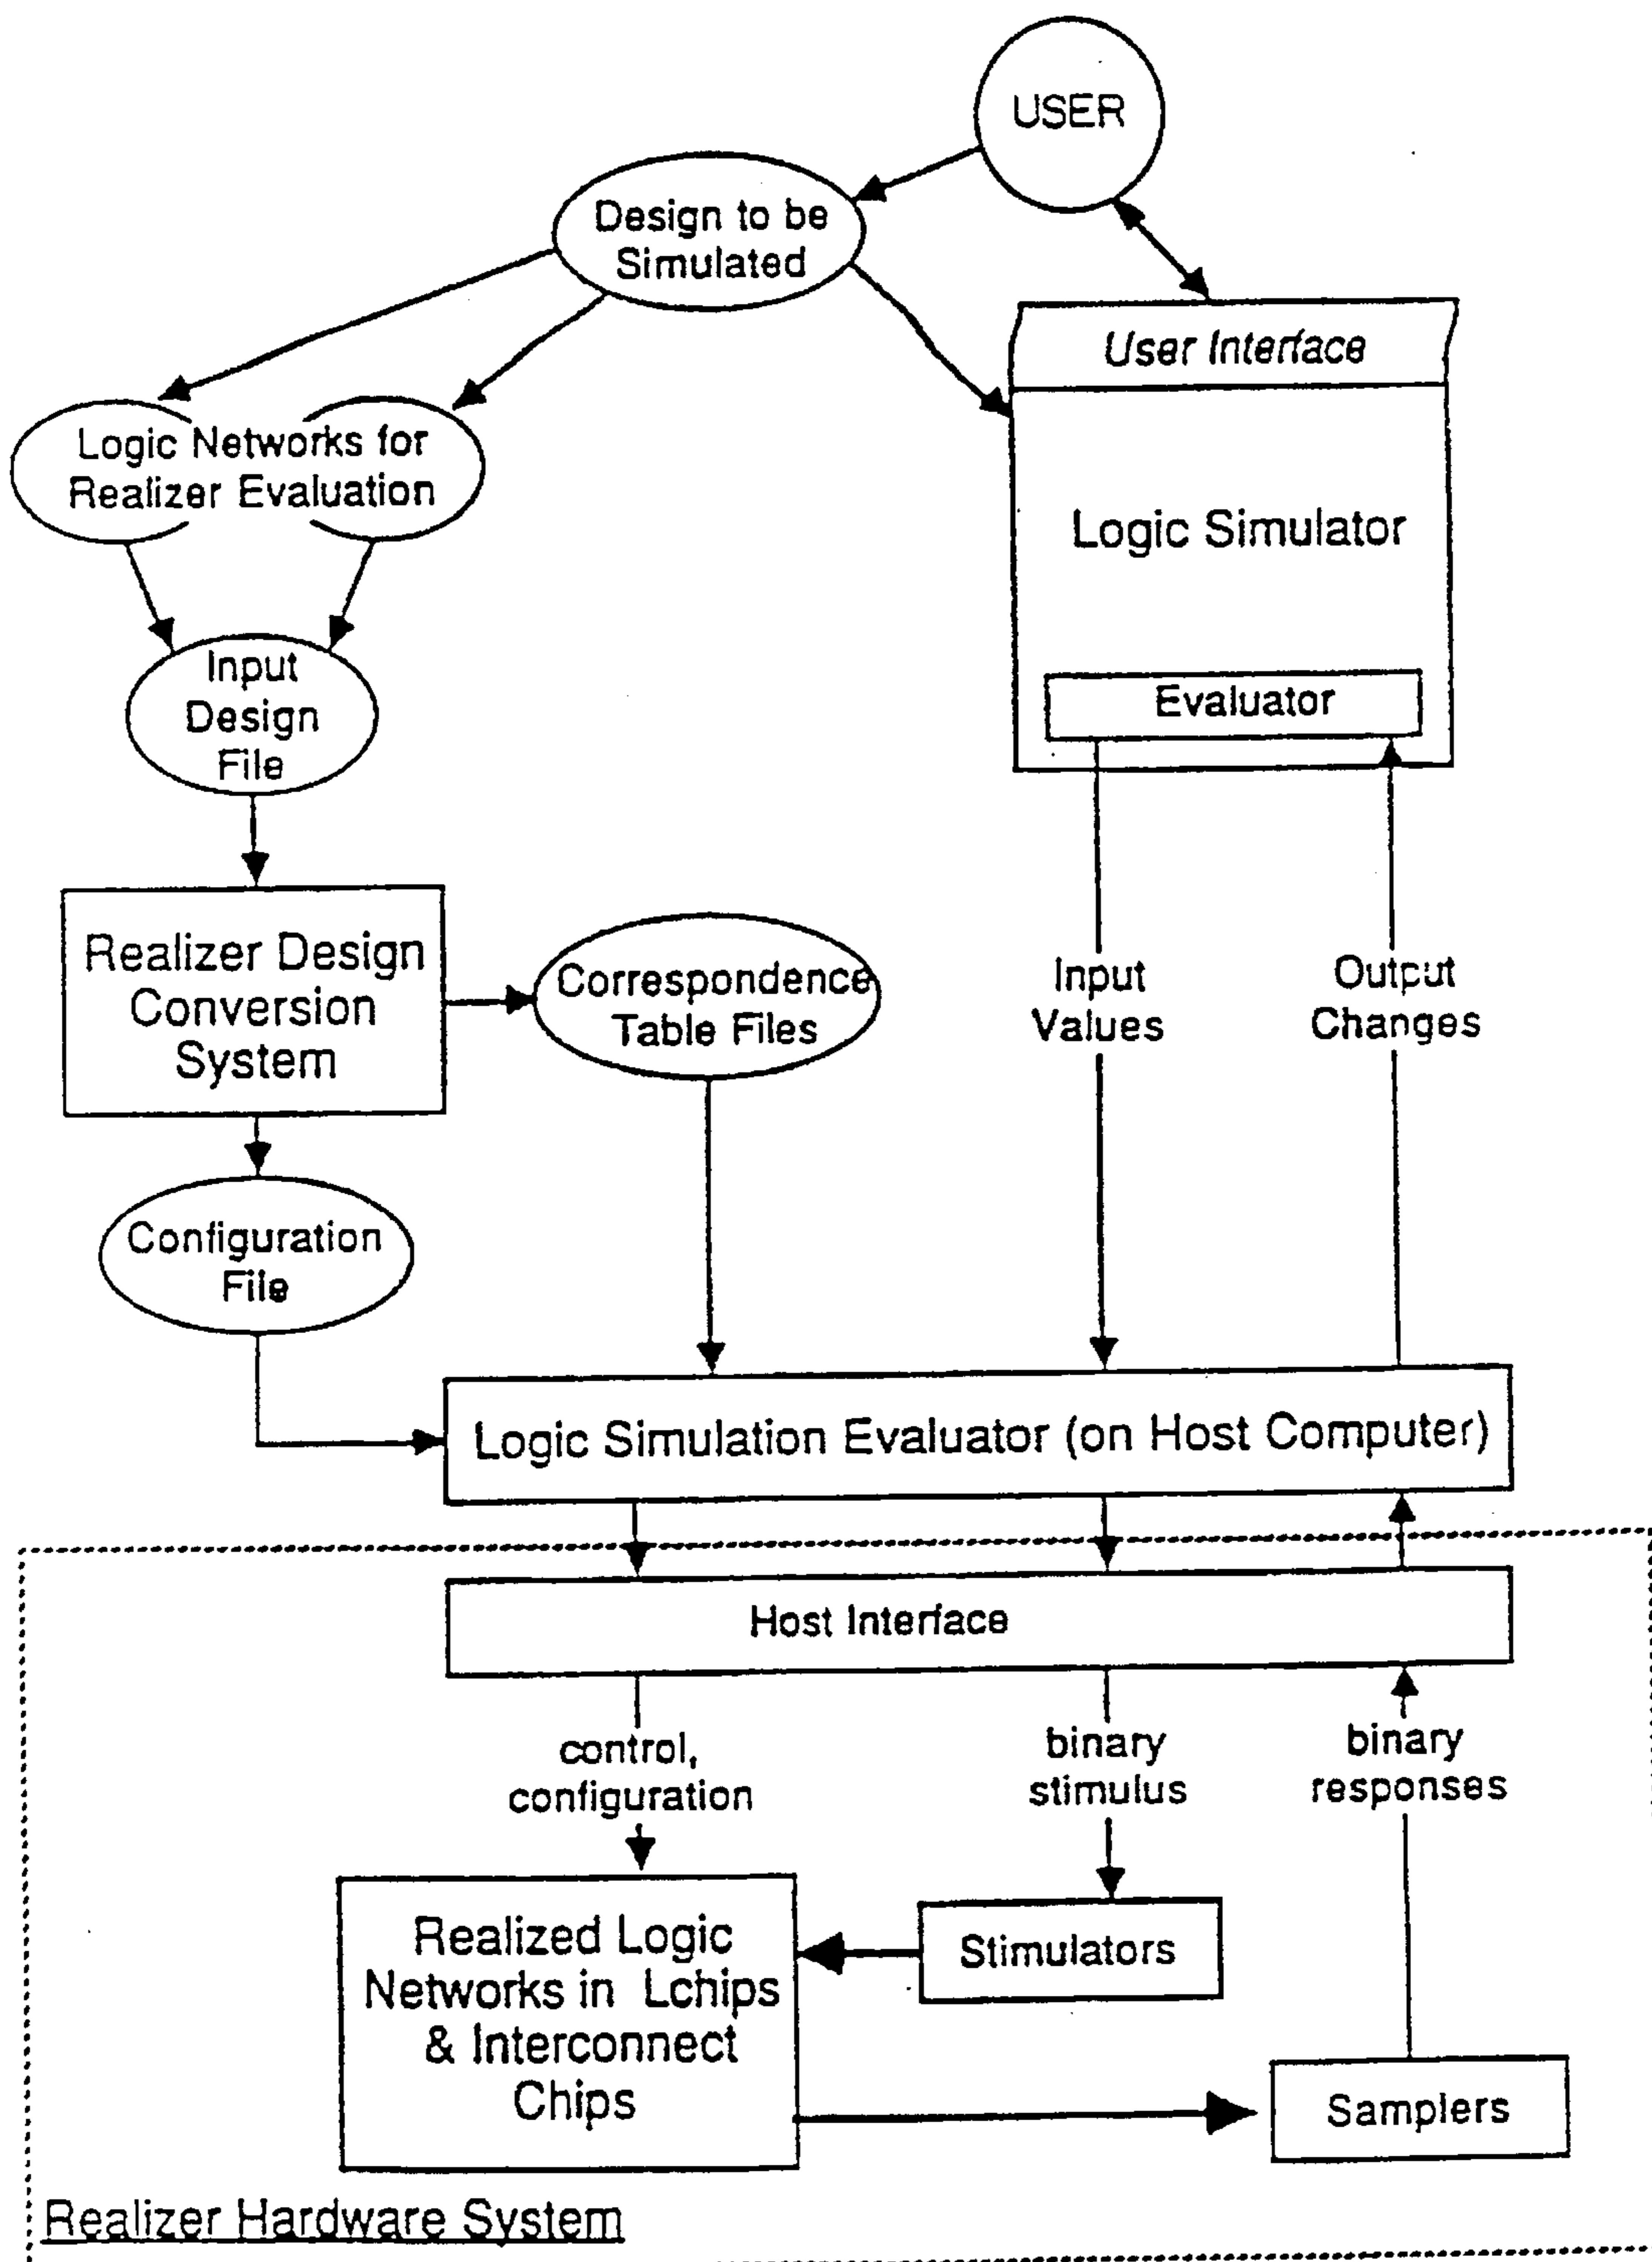 USER
Design to be
Simulated
User Interface
Logic Networks for
Realizer Evaluation
Logic Simulator
Input
Design
File
Evaluator
Realizer Design
Conversion
System
Correspondence
Table Files
Input
Values
Output
Changes
Configuration
File
Logic Simulation Evaluator (on Host Computer)
Host Interface
control,
configuration
binary
stimulus
binary
responses
Realized Logic
Networks in Lchips
& Interconnect
Chips
Stimulators
Samplers
Realizer Hardware System